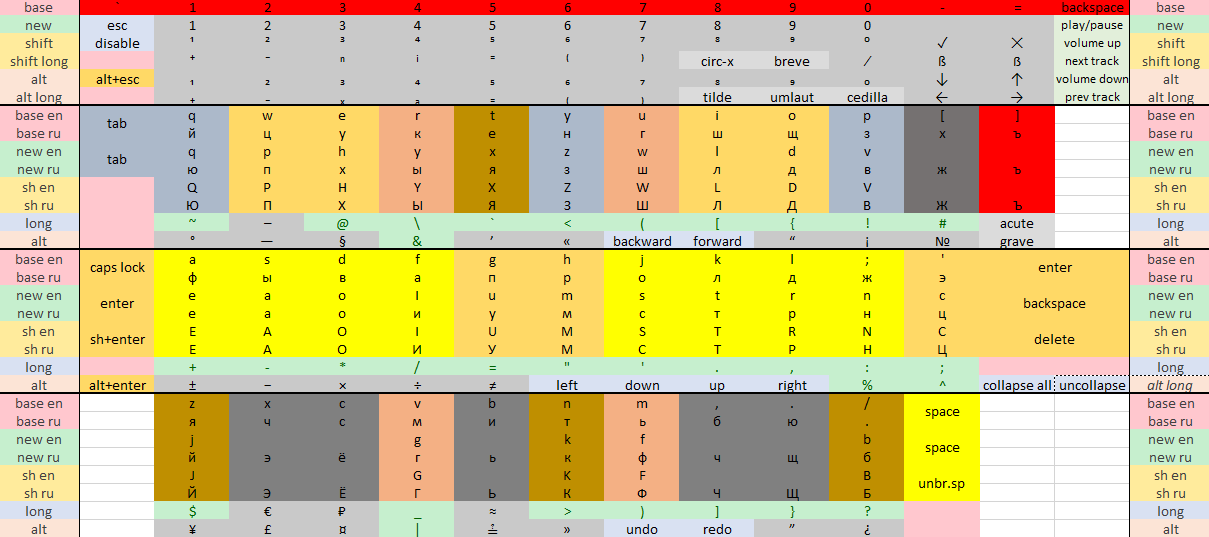 base ` 1 2 3 4 5 6 7 8 9 0 - = backspace base
new esc 1 2 3 4 5 6 7 8 9 0 play/pause new
shift disable ¹ ² ³ ⁴ ⁵ ⁶ ⁷ ⁸ ⁹ ⁰ ✓ ✕ volume up shift
shift long ⁺ ⁻ ⁿ ⁱ ⁼ ⁽ ⁾ circ-x breve ⁄ ß ß next track shift long
alt alt+esc ₁ ₂ ₃ ₄ ₅ ₆ ₇ ₈ ₉ ₀ ↓ ↑ volume down alt
alt long ₊ ₋ ₓ ₐ ₌ ₍ ₎ tilde umlaut cedilla ← → prev track alt long
base en tab q w e r t y u i o p [ ] base en
base ru й ц у к е н г ш щ з х ъ base ru
new en tab q p h y x z w l d v new en
new ru ю п х ы я з ш л д в ж ъ new ru
sh en Q P H Y X Z W L D V sh en
sh ru Ю П Х Ы Я З Ш Л Д В Ж Ъ sh ru
long ~ – @ \ ` < ( [ { ! # acute long
alt ° — § & ’ « backward forward “ ¡ № grave alt
base en caps lock a s d f g h j k l ; ' enter base en
base ru ф ы в а п р о л д ж э base ru
new en enter e a o I u m s t r n c backspace new en
new ru е а о и у м с т р н ц new ru
sh en sh+enter E A O I U M S T R N C delete sh en
sh ru Е А О И У М С Т Р Н Ц sh ru
long + - * / = " ' . , : ; long
alt alt+enter ± − × ÷ ≠ left down up right % ^ collapse all uncollapse alt long
base en z x c v b n m , . / space base en
base ru я ч с м и т ь б ю . base ru
new en j g k f b space new en
new ru й э ё г ь к ф ч щ б new ru
sh en J G K F B unbr.sp sh en
sh ru Й Э Ё Г Ь К Ф Ч Щ Б sh ru
long $ € ₽ _ ≈ > ) ] } ? long
alt ¥ £ ¤ | » undo redo ” ¿ alt